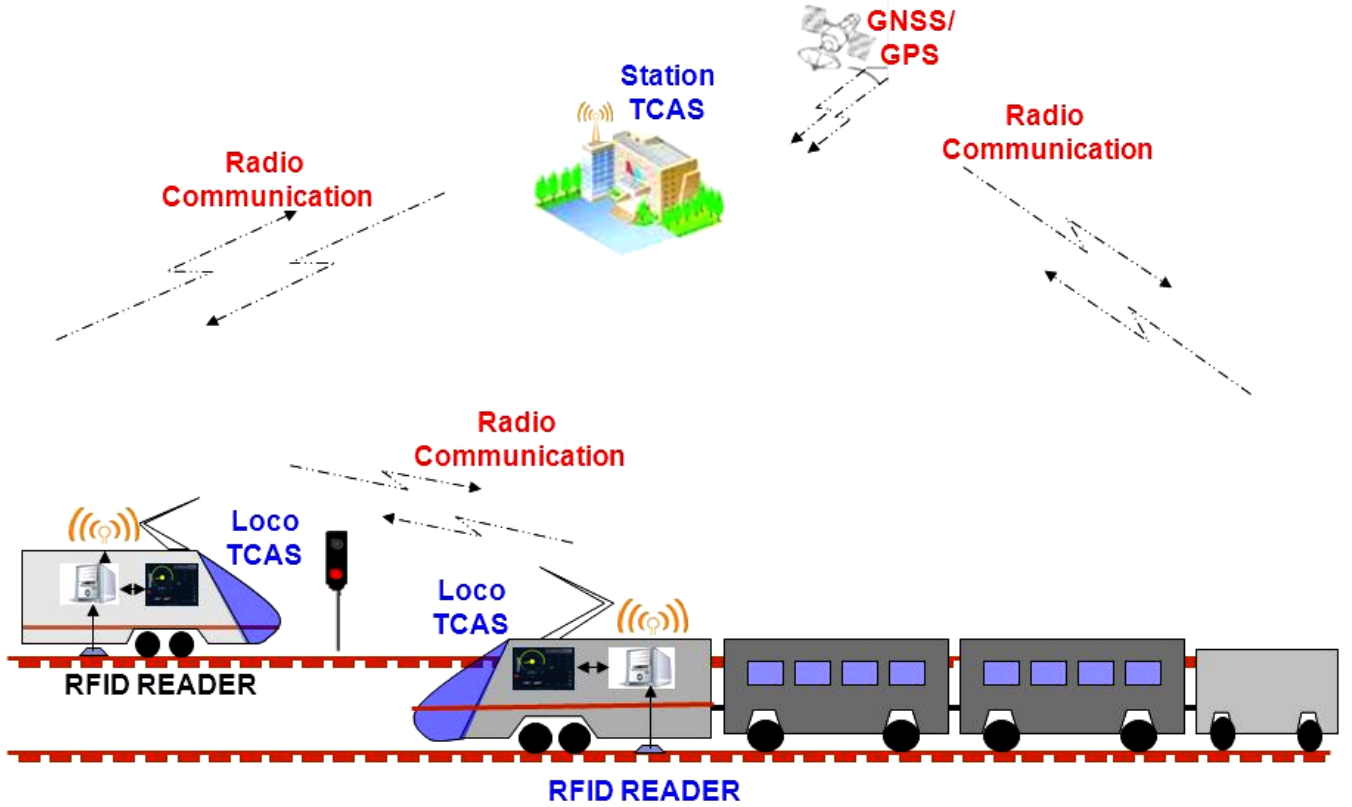 GNSS/
GPS
Station
TCAS
Radio
Communication
Radio
Communication
Radio
Communication
Loco
TCAS
Loco
TCAS
RFID READER
RFID READER